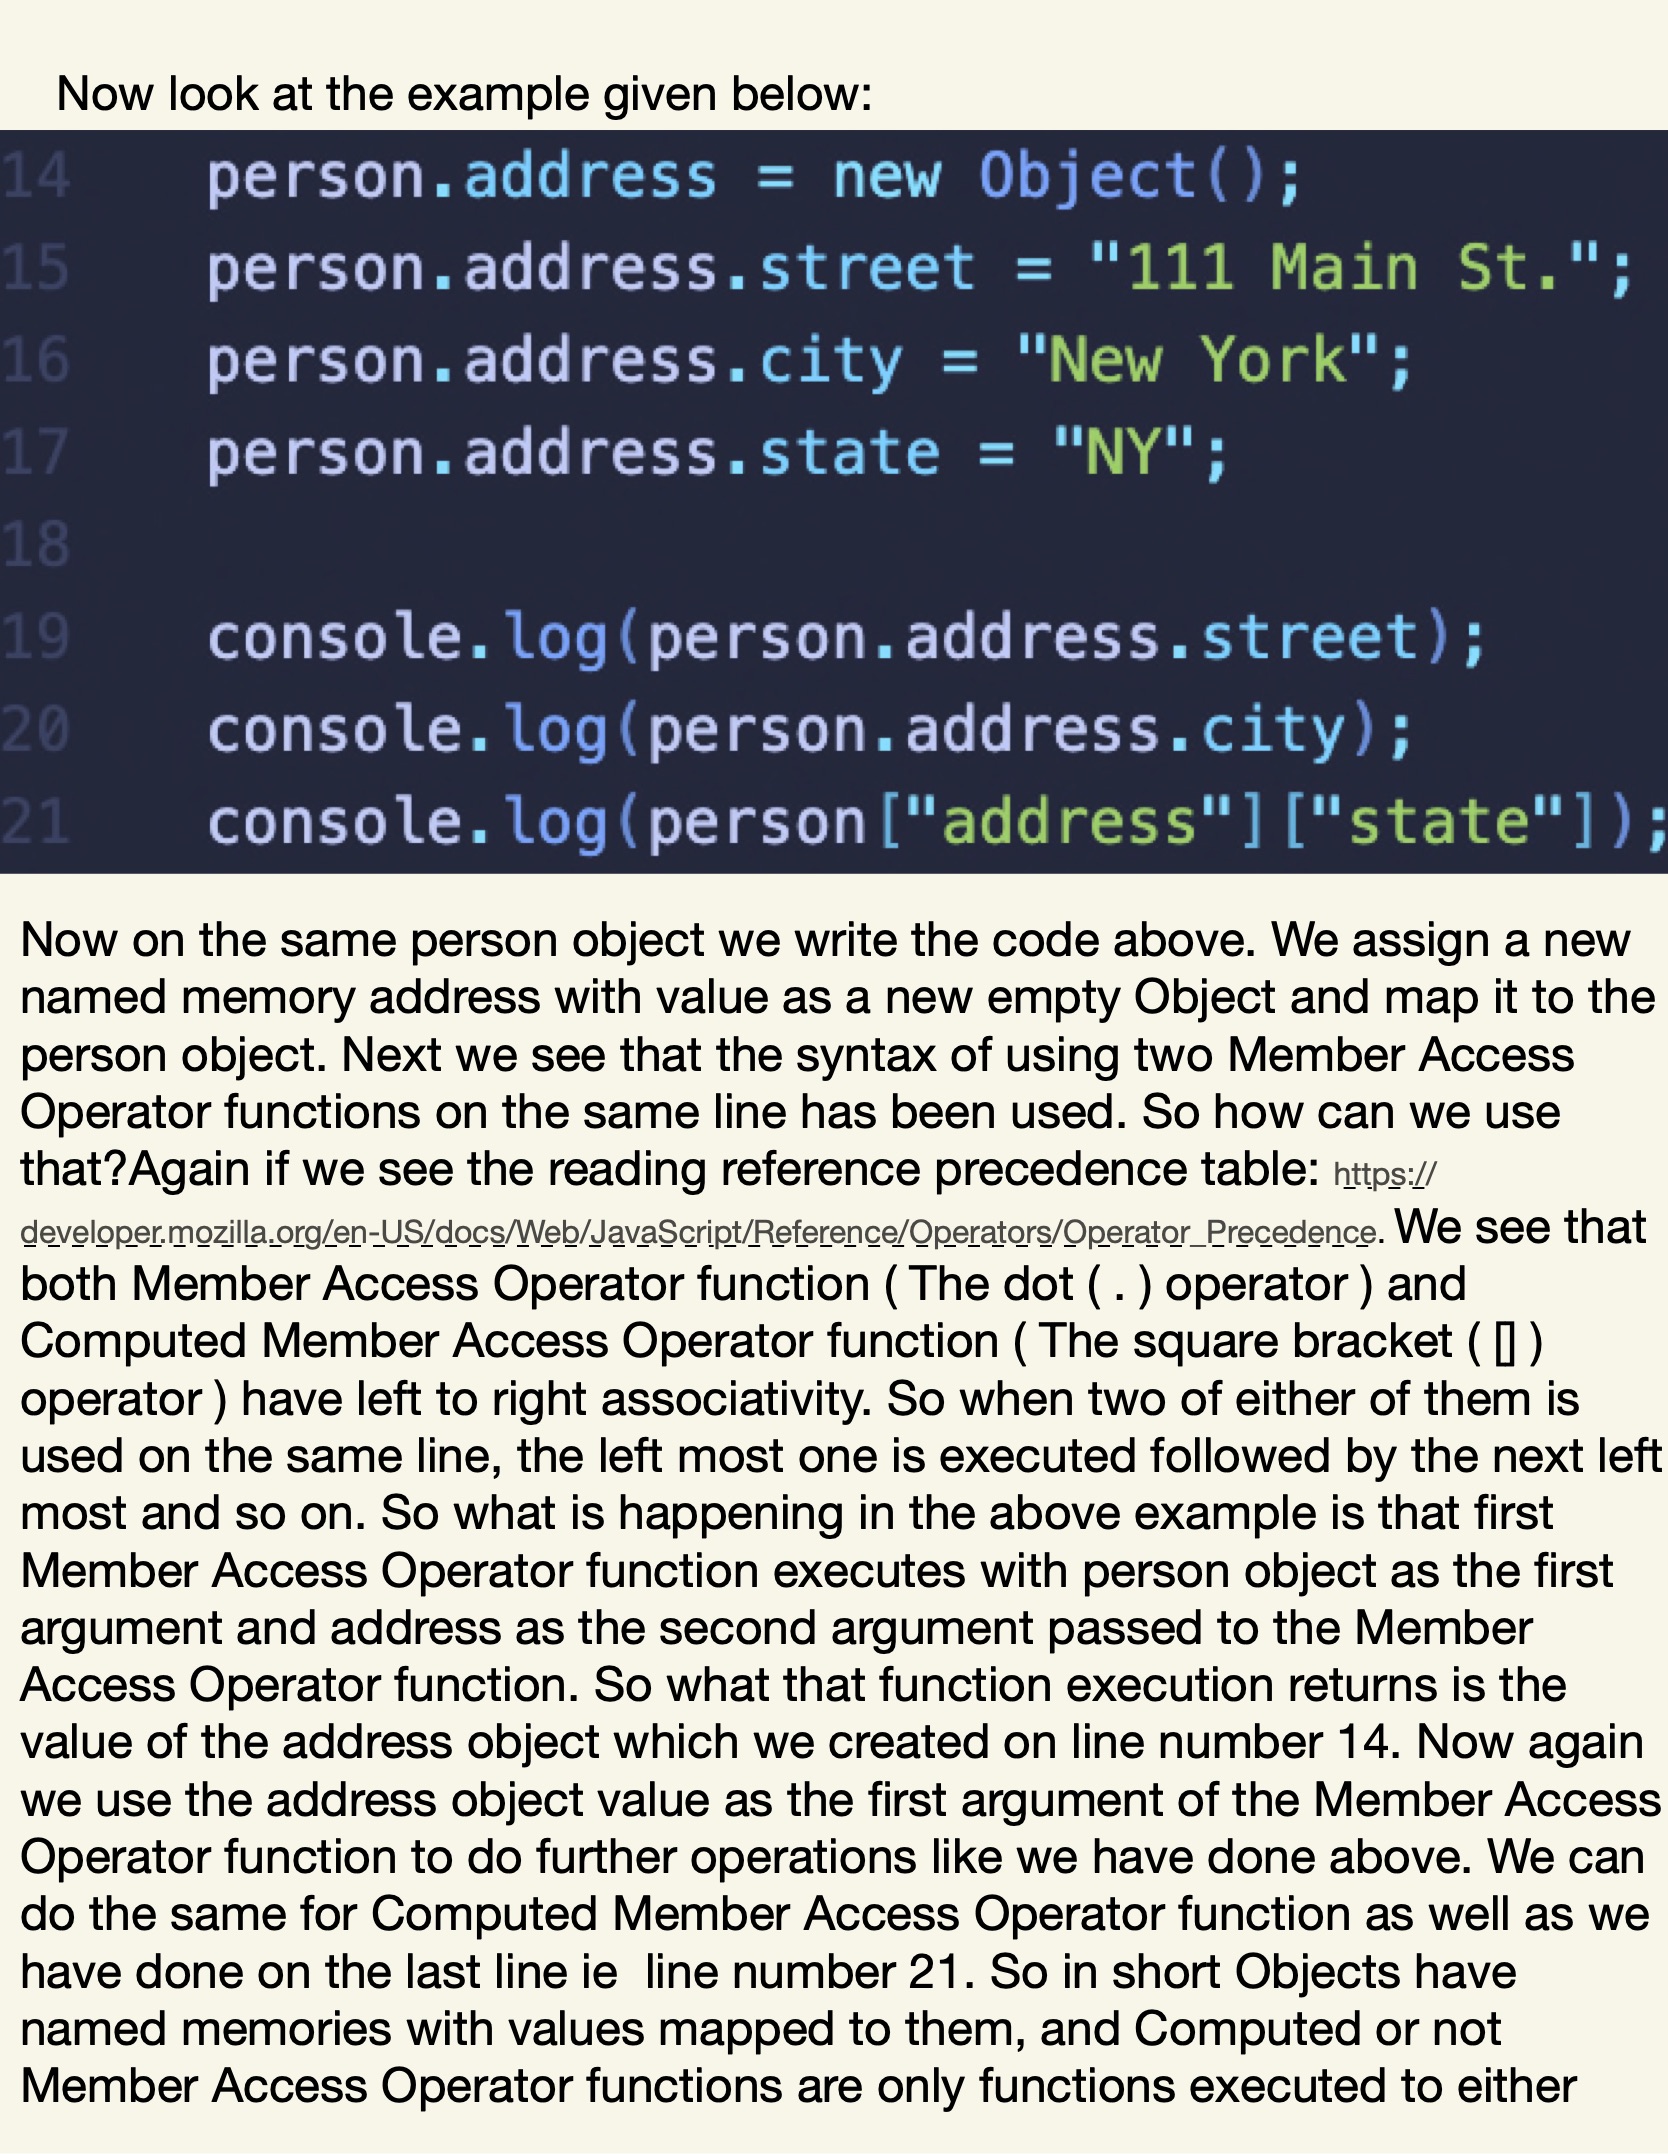 Now look at the example given below:
14 person.address = new Object();
15 person.address.street = "111 Main St.";
16 person.address.city = "New York";
17 person.address.state = "NY";
18
19 console.log(person.address.street);
20 console.log(person.address.city);
21 console.log(person["address"]["state"]);
Now on the same person object we write the code above. We assign a new
named memory address with value as a new empty Object and map it to the
person object. Next we see that the syntax of using two Member Access
Operator functions on the same line has been used. So how can we use
that?Again if we see the reading reference precedence table: https://
developer.mozilla.org/en-US/docs/Web/JavaScript/Reference/Operators/Operator_Precedence. We see that
both Member Access Operator function ( The dot ( . ) operator ) and
Computed Member Access Operator function ( The square bracket ( [] )
operator ) have left to right associativity. So when two of either of them is
used on the same line, the left most one is executed followed by the next left
most and so on. So what is happening in the above example is that first
Member Access Operator function executes with person object as the first
argument and address as the second argument passed to the Member
Access Operator function. So what that function execution returns is the
value of the address object which we created on line number 14. Now again
we use the address object value as the first argument of the Member Access
Operator function to do further operations like we have done above. We can
do the same for Computed Member Access Operator function as well as we
have done on the last line ie  line number 21. So in short Objects have
named memories with values mapped to them, and Computed or not
Member Access Operator functions are only functions executed to either